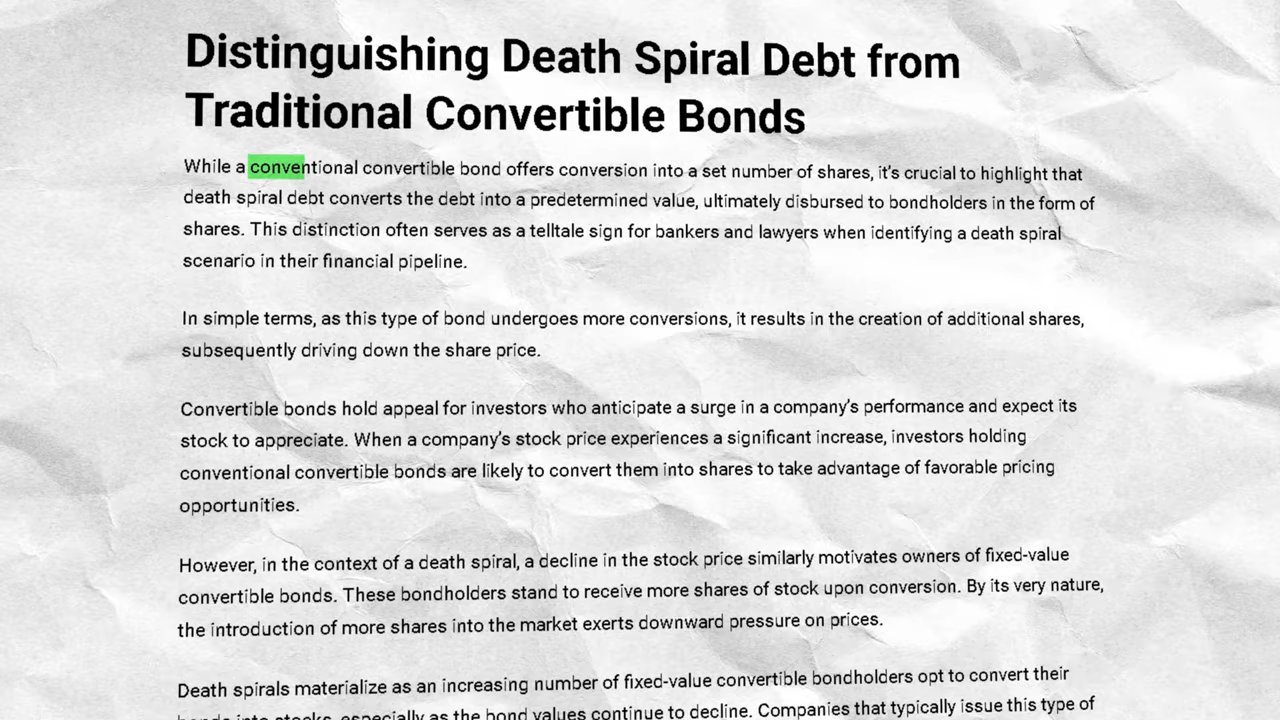 Distinguishing Death Spiral Debt from
Traditional Convertible Bonds
While a conventional convertible bond offers conversion into a set number of shares, it's crucial to highlight that
death spiral debt converts the debt into a predetermined value, ultimately disbursed to bondholders in the form of
shares. This distinction often serves as a telltale sign for bankers and lawyers when identifying a death spiral
scenario in their financial pipeline.
In simple terms, as this type of bond undergoes more conversions, it results in the creation of additional shares,
subsequently driving down the share price.
Convertible bonds hold appeal for investors who anticipate a surge in a company's performance and expect its
stock to appreciate. When a company's stock price experiences a significant increase, investors holding
conventional convertible bonds are likely to convert them into shares to take advantage of favorable pricing
opportunities.
However, in the context of a death spiral, a decline in the stock price similarly motivates owners of fixed-value
convertible bonds. These bondholders stand to receive more shares of stock upon conversion. By its very nature,
the introduction of more shares into the market exerts downward pressure on prices.
Death spirals materialize as an increasing number of fixed-value convertible bondholders opt to convert their
bonds into stocks, especially as the bond values continue to decline. Companies that typically issue this type of